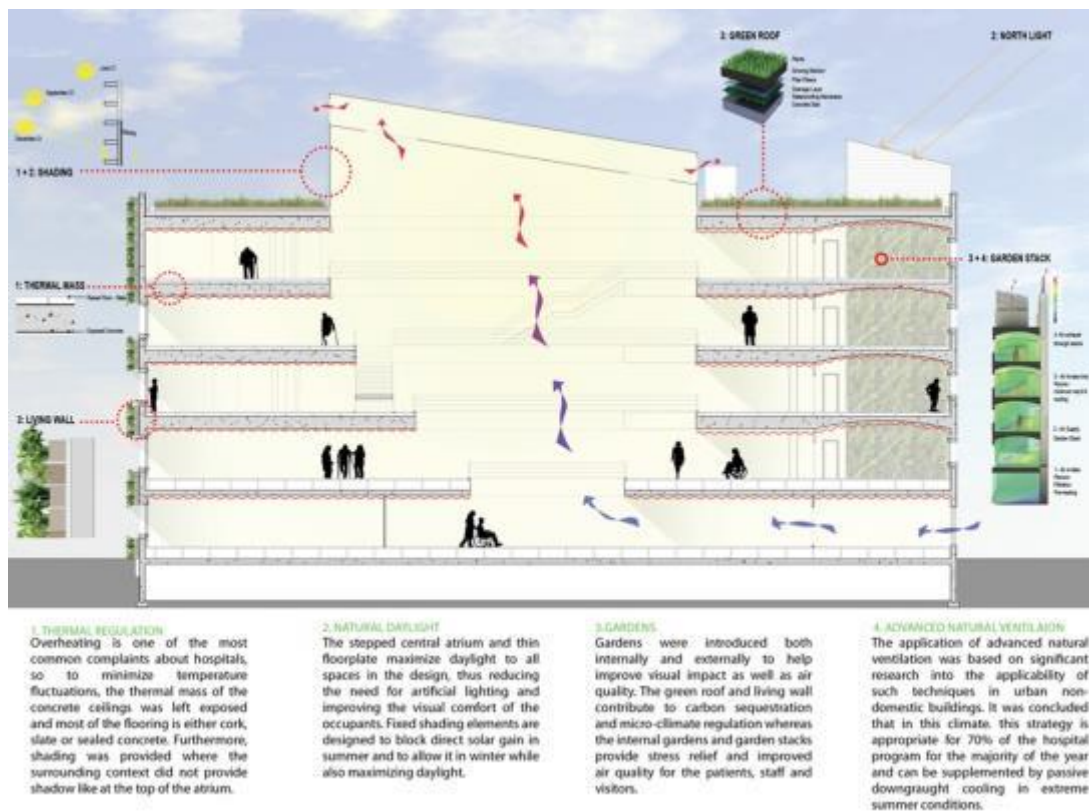 3: GREEN ROOF
2: NORTH LIGHT
1 + 2: SHADING
1: THERMAL MASS
3 + 4: GARDEN STACK
3: LIVING WALL
1. THERMAL REGULATION
Overheating is one of the most
common complaints about hospitals,
so to minimize temperature
fluctuations, the thermal mass of the
concrete ceilings was left exposed
and most of the flooring is either cork,
slate or sealed concrete. Furthermore,
shading was provided where the
surrounding context did not provide
shadow like at the top of the atrium.
2. NATURAL DAYLIGHT
The stepped central atrium and thin
floorplate maximize daylight to all
spaces in the design, thus reducing
the need for artificial lighting and
improving the visual comfort of the
occupants. Fixed shading elements are
designed to block direct solar gain in
summer and to allow it in winter while
also maximizing daylight.
3.GARDENS
Gardens were introduced both
internally and externally to help
improve visual impact as well as air
quality. The green roof and living wall
contribute to carbon sequestration
and micro-climate regulation whereas
the internal gardens and garden stacks
provide stress relief and improved
air quality for the patients, staff and
visitors.
4. ADVANCED NATURAL VENTILAION
The application of advanced natural
ventilation was based on significant
research into the applicability of
such techniques in urban non-
domestic buildings. It was concluded
that in this climate. this strategy is
appropriate for 70% of the hospital
program for the majority of the year
and can be supplemented by passive
downgraught cooling in extreme
summer conditions.